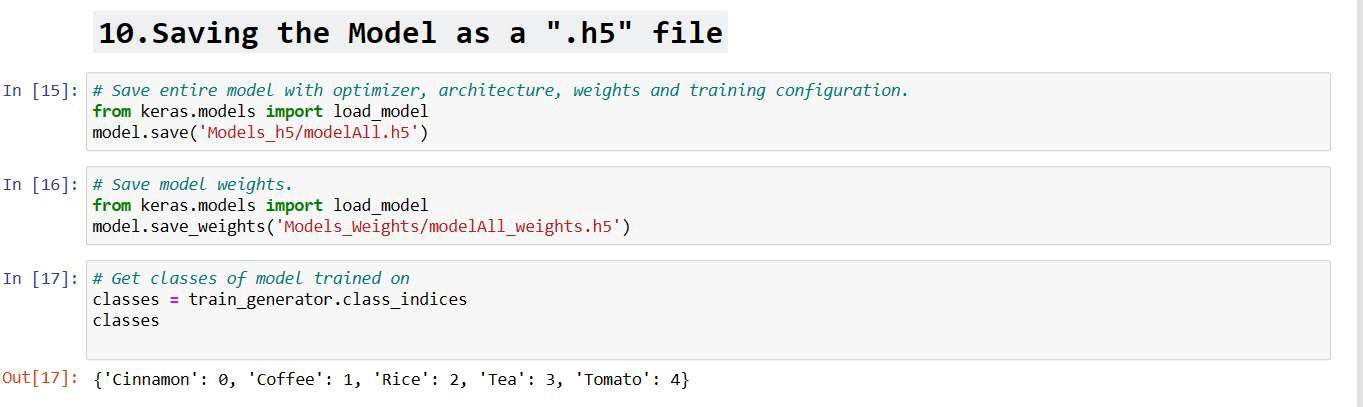 10.Saving the Model as a ".h5" file
In [15]: # Save entire model with optimizer, architecture, weights and training configuration.
from keras.models import load_model
model.save('Models_h5/modelAll.h5')
In [16]: # Save model weights.
from keras.models import load_model
model.save_weights('Models_Weights/modelAll_weights.h5')
In [17]: # Get classes of model trained on
classes = train_generator.class_indices
classes
Out[17]: {'Cinnamon': 0, 'Coffee': 1, 'Rice': 2, 'Tea': 3, 'Tomato': 4}